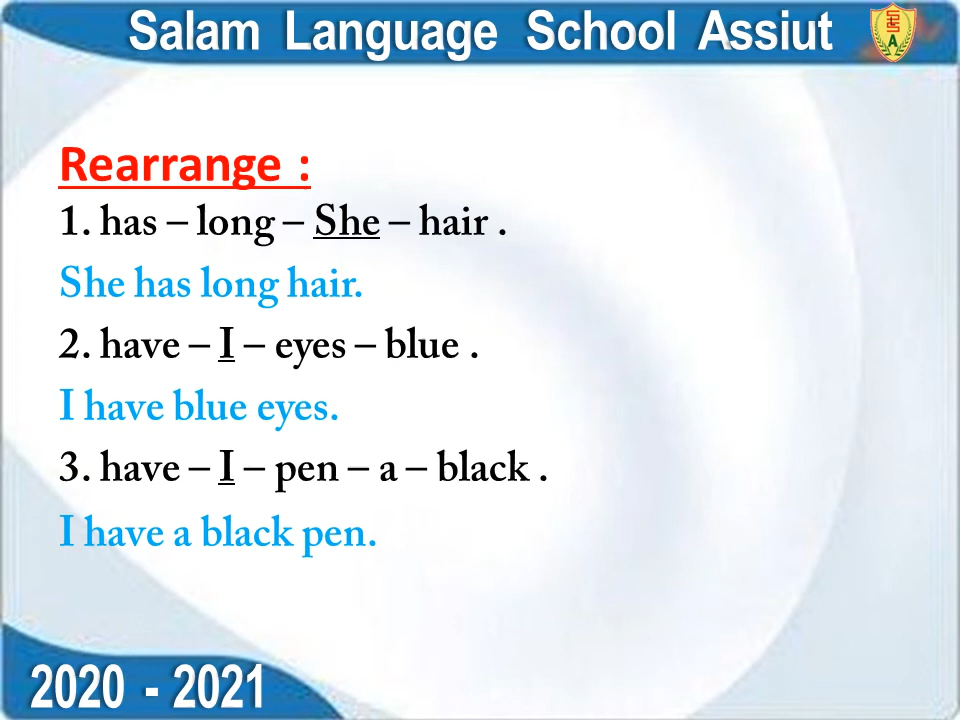 Salam Language School Assiut
Rearrange :
1. has – long – She – hair .
She has long hair.
2. have – I – eyes – blue .
I have blue eyes.
3. have – I – pen – a – black .
I have a black pen.
2020 - 2021